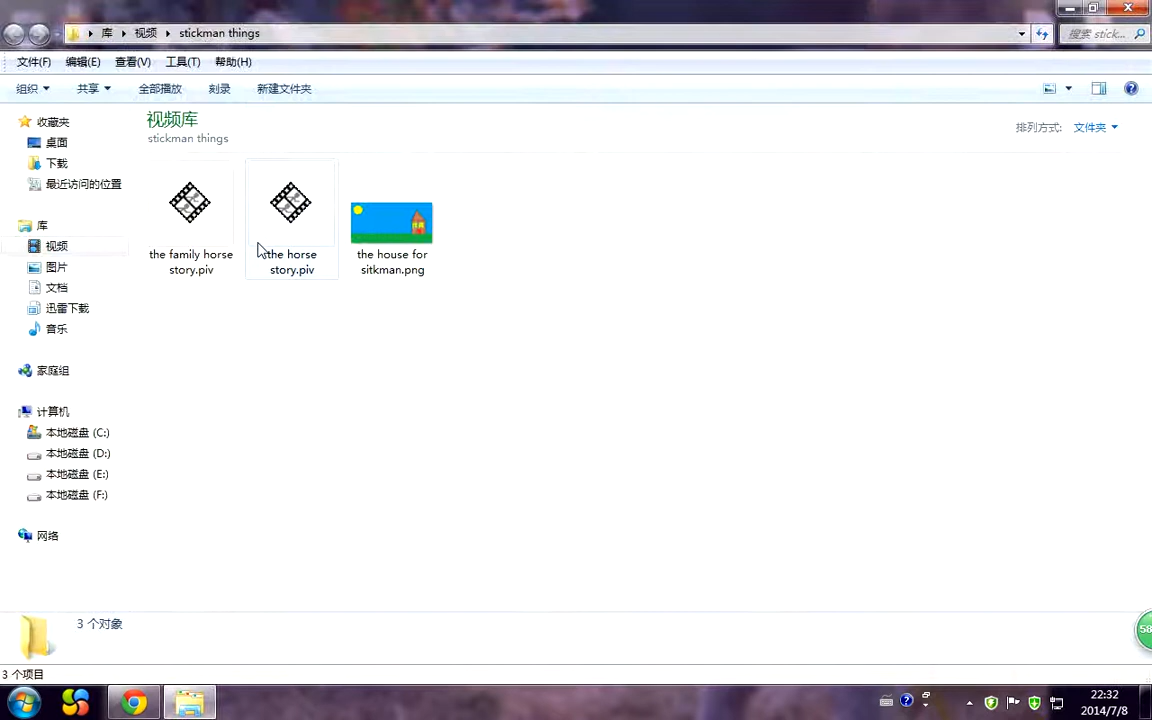 库 ▸ 视频 ▸ stickman things
搜索 stick...
文件(F) 编辑(E) 查看(V) 工具(T) 帮助(H)
组织 共享 全部播放 刻录 新建文件夹
视频库
stickman things
排列方式: 文件夹
收藏夹
桌面
下载
最近访问的位置
库
视频
图片
文档
迅雷下载
音乐
家庭组
计算机
本地磁盘 (C:)
本地磁盘 (D:)
本地磁盘 (E:)
本地磁盘 (F:)
网络
the family horse
story.piv
the horse
story.piv
the house for
sitkman.png
3 个对象
58
3 个项目
22:32
2014/7/8